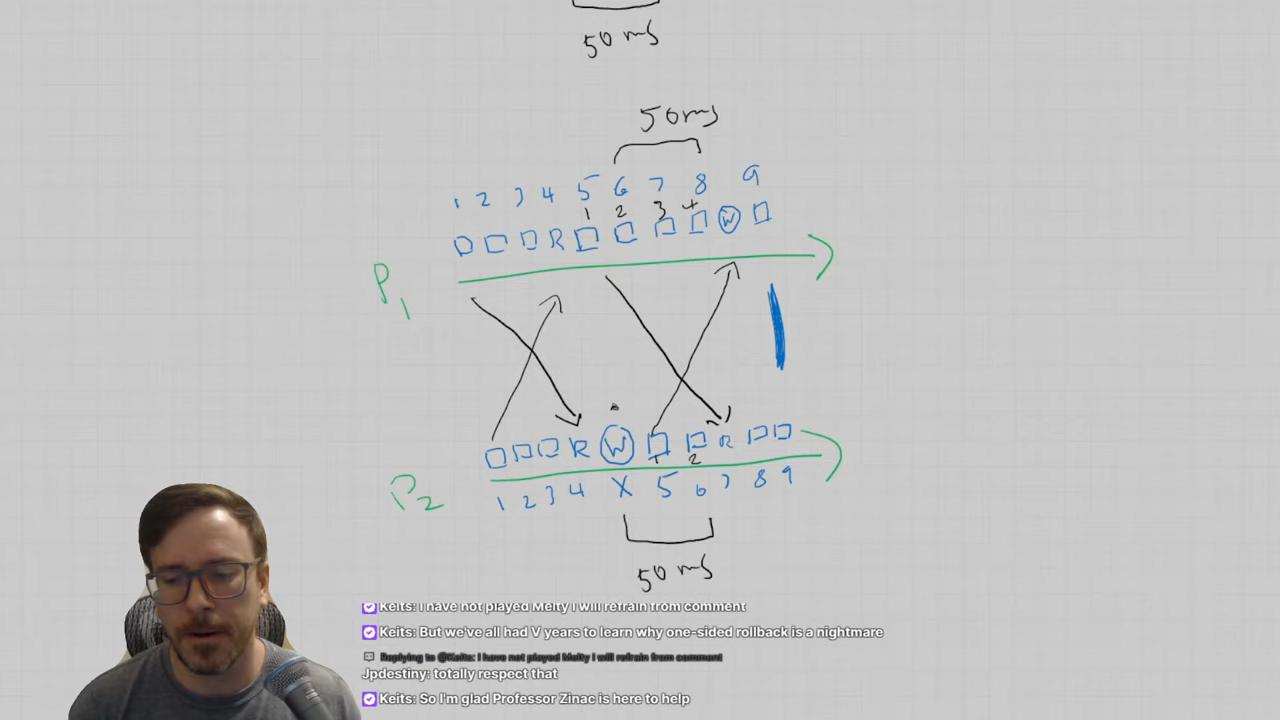 50 ms
50 ms
1 2 3 4 5 6 7 8 9
1 2 3 4
R W
P1
R W R
1 2
P2
1 2 3 4 X 5 6 7 8 9
50 ms
Keits: I have not played Melty I will refrain from comment
Keits: But we've all had V years to learn why one-sided rollback is a nightmare
Replying to @Keits: I have not played Melty I will refrain from comment
Jpdestiny: totally respect that
Keits: So I'm glad Professor Zinac is here to help